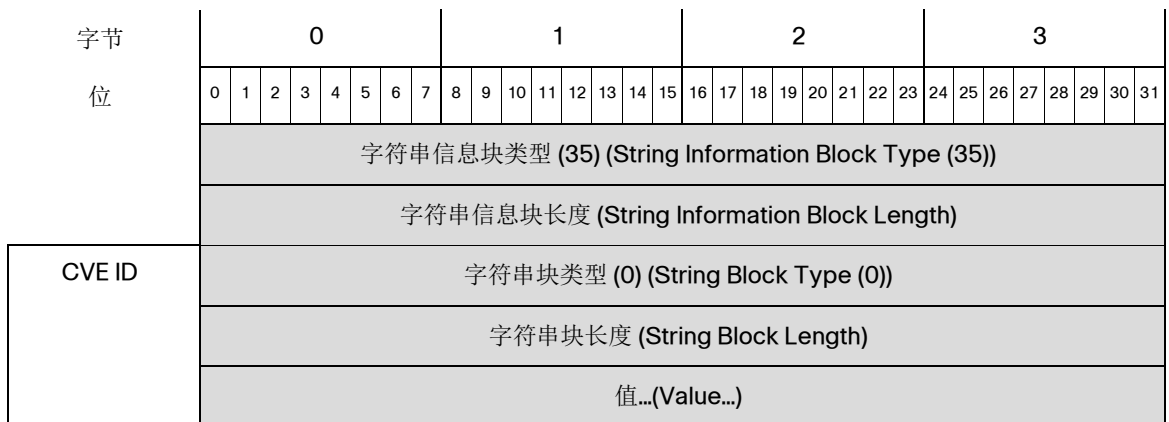 字节 0 1 2 3
位 0 1 2 3 4 5 6 7 8 9 10 11 12 13 14 15 16 17 18 19 20 21 22 23 24 25 26 27 28 29 30 31
字符串信息块类型 (35) (String Information Block Type (35))
字符串信息块长度 (String Information Block Length)
CVE ID 字符串块类型 (0) (String Block Type (0))
字符串块长度 (String Block Length)
值...(Value...)